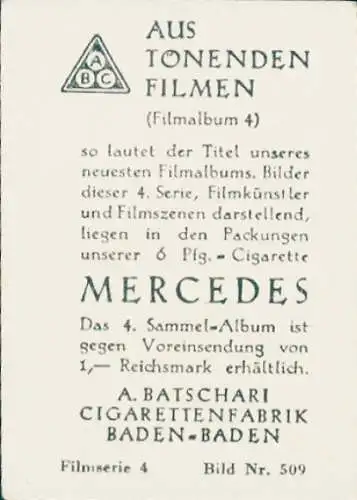 A
B C
AUS
TONENDEN
FILMEN
(Filmalbum 4)
so lautet der Titel unseres
neuesten Filmalbums. Bilder
dieser 4. Serie, Filmkünstler
und Filmszenen darstellend,
liegen in den Packungen
unserer 6 Pfg.-Cigarette
MERCEDES
Das 4. Sammel-Album ist
gegen Voreinsendung von
1,— Reichsmark erhältlich.
A. BATSCHARI
CIGARETTENFABRIK
BADEN-BADEN
Filmserie 4 Bild Nr. 509